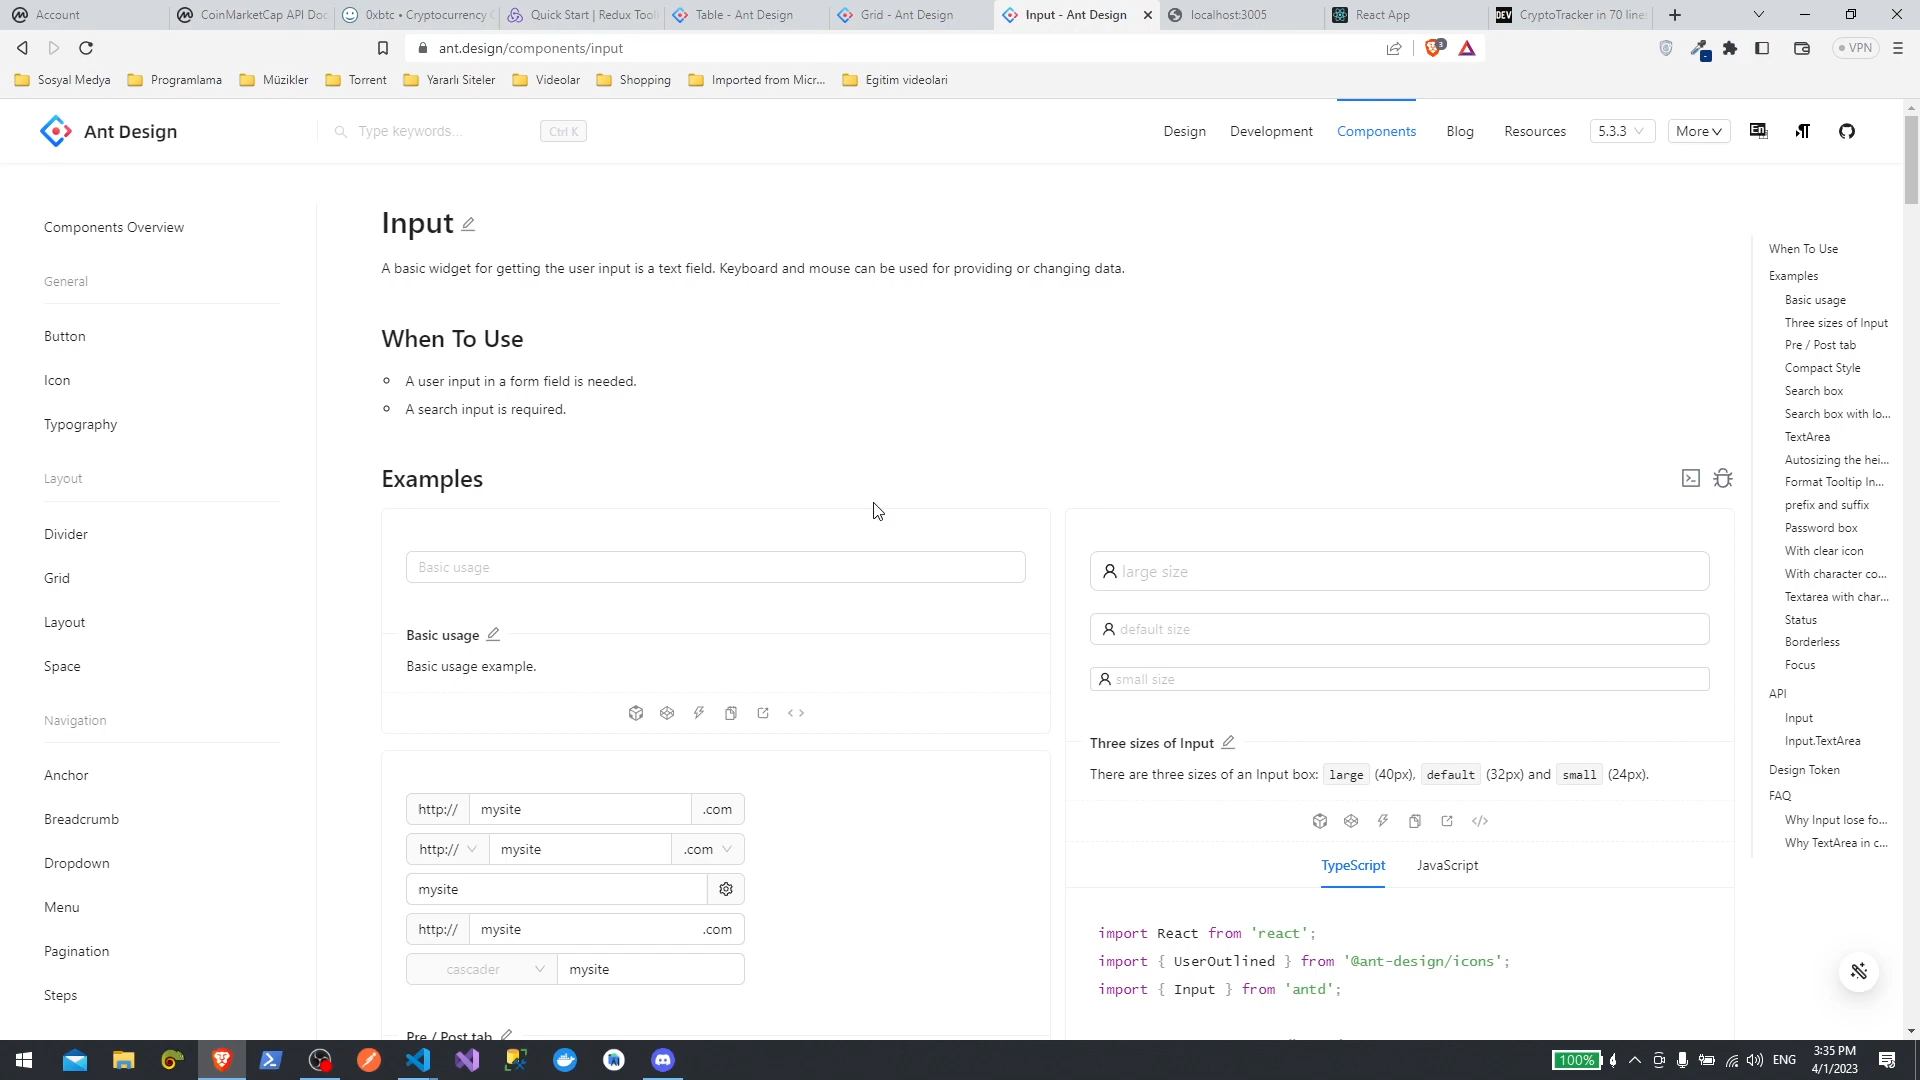 Account
CoinMarketCap API Doc
0xbtc • Cryptocurrency
Quick Start | Redux Tool
Table - Ant Design
Grid - Ant Design
Input - Ant Design
localhost:3005
React App
DEV
CryptoTracker in 70 line
ant.design/components/input
3
VPN
Sosyal Medya
Programlama
Müzikler
Torrent
Yararlı Siteler
Videolar
Shopping
Imported from Micr...
Egitim videolari
Ant Design
Type keywords...
Ctrl K
Design
Development
Components
Blog
Resources
5.3.3
More
En
Components Overview
General
Button
Icon
Typography
Layout
Divider
Grid
Layout
Space
Navigation
Anchor
Breadcrumb
Dropdown
Menu
Pagination
Steps
Input
A basic widget for getting the user input is a text field. Keyboard and mouse can be used for providing or changing data.
When To Use
A user input in a form field is needed.
A search input is required.
Examples
Basic usage
Basic usage
Basic usage example.
http://
mysite
.com
http://
mysite
.com
mysite
http://
mysite
.com
cascader
mysite
Pre / Post tab
large size
default size
small size
Three sizes of Input
There are three sizes of an Input box: large (40px), default (32px) and small (24px).
TypeScript
JavaScript
import React from 'react';
import { UserOutlined } from '@ant-design/icons';
import { Input } from 'antd';
When To Use
Examples
Basic usage
Three sizes of Input
Pre / Post tab
Compact Style
Search box
Search box with lo...
TextArea
Autosizing the hei...
Format Tooltip In...
prefix and suffix
Password box
With clear icon
With character co...
Textarea with char...
Status
Borderless
Focus
API
Input
Input.TextArea
Design Token
FAQ
Why Input lose fo...
Why TextArea in c...
100%
ENG
3:35 PM
4/1/2023